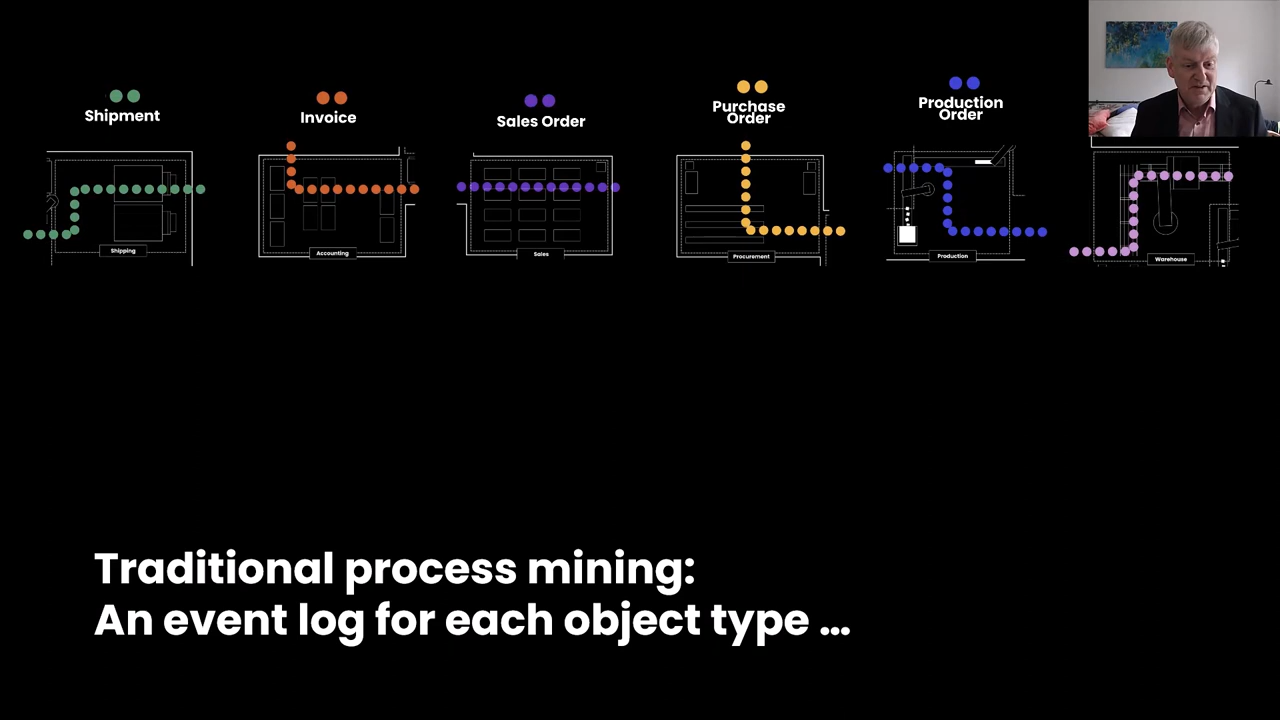 Shipment
Invoice
Sales Order
Purchase
Order
Production
Order
Shipping
Accounting
Sales
Procurement
Production
Warehouse
Traditional process mining:
An event log for each object type ...